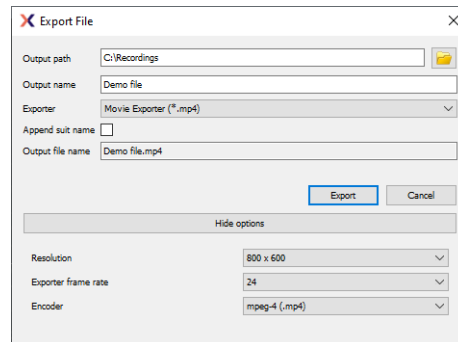 Export File
Output path C:\Recordings
Output name Demo file
Exporter Movie Exporter (*.mp4)
Append suit name
Output file name Demo file.mp4
Export Cancel
Hide options
Resolution 800 x 600
Exporter frame rate 24
Encoder mpeg-4 (.mp4)